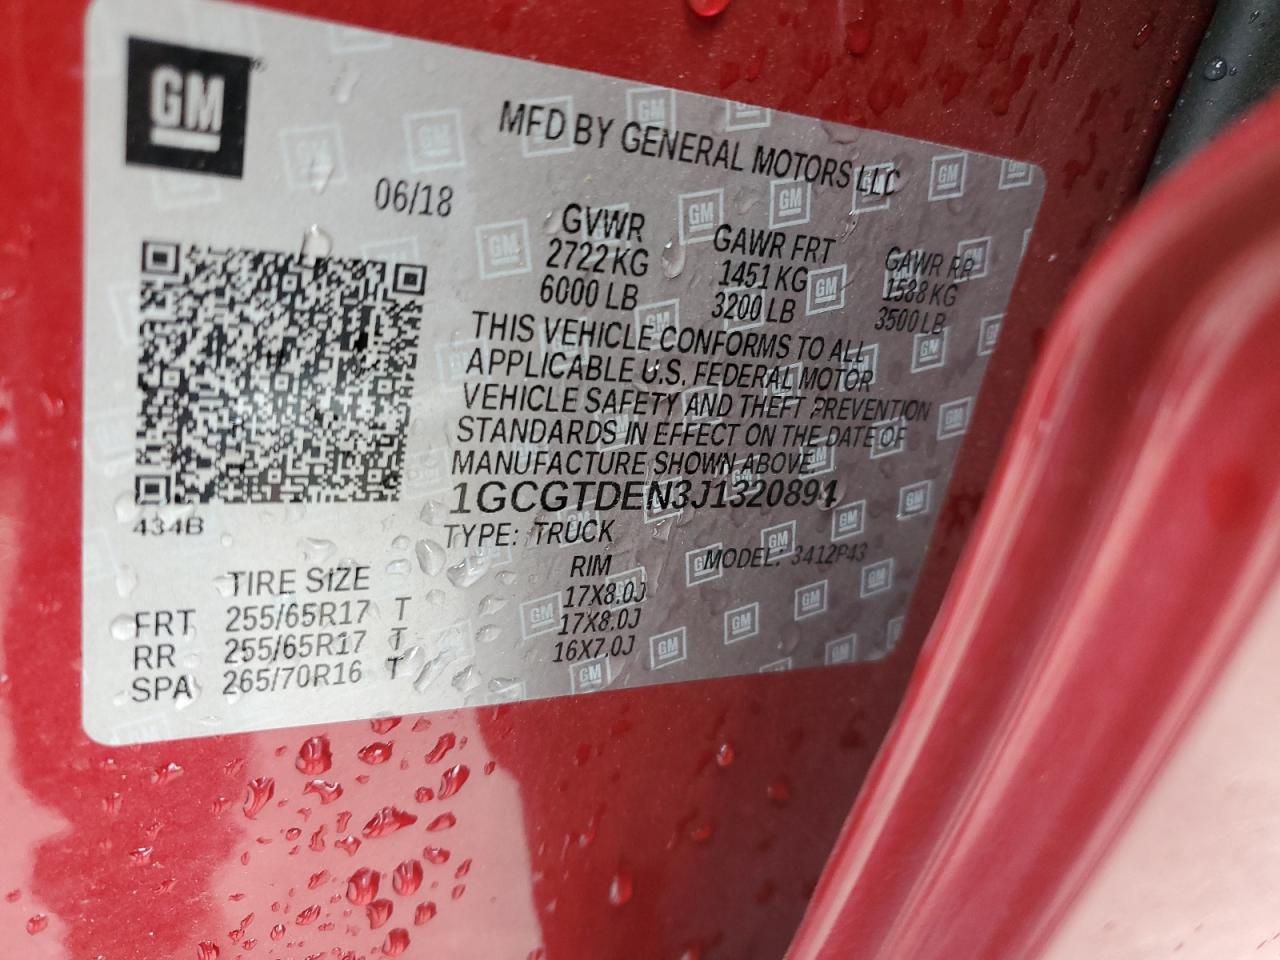 GM
MFD BY GENERAL MOTORS LLC
06/18
GVWR GAWR FRT GAWR RR
2722 KG 1451 KG 1588 KG
6000 LB 3200 LB 3500 LB
THIS VEHICLE CONFORMS TO ALL
APPLICABLE U.S. FEDERAL MOTOR
VEHICLE SAFETY AND THEFT PREVENTION
STANDARDS IN EFFECT ON THE DATE OF
MANUFACTURE SHOWN ABOVE.
1GCGTDEN3J1320894
434B
TYPE: TRUCK MODEL: 3412P43
TIRE SIZE RIM
FRT 255/65R17 T 17X8.0J
RR 255/65R17 T 17X8.0J
SPA 265/70R16 T 16X7.0J